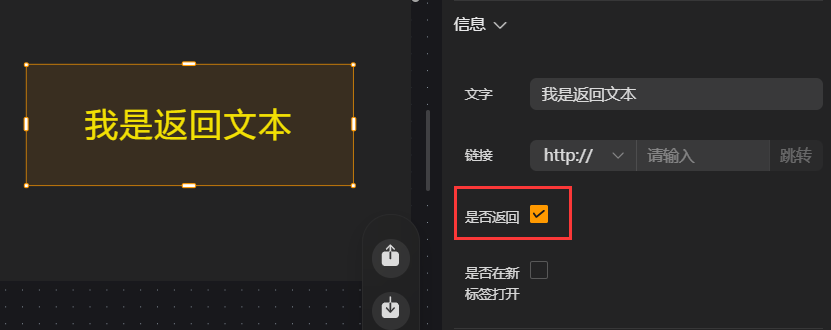 信息
我是返回文本
文字
我是返回文本
链接
http://
请输入
跳转
是否返回
是否在新
标签打开